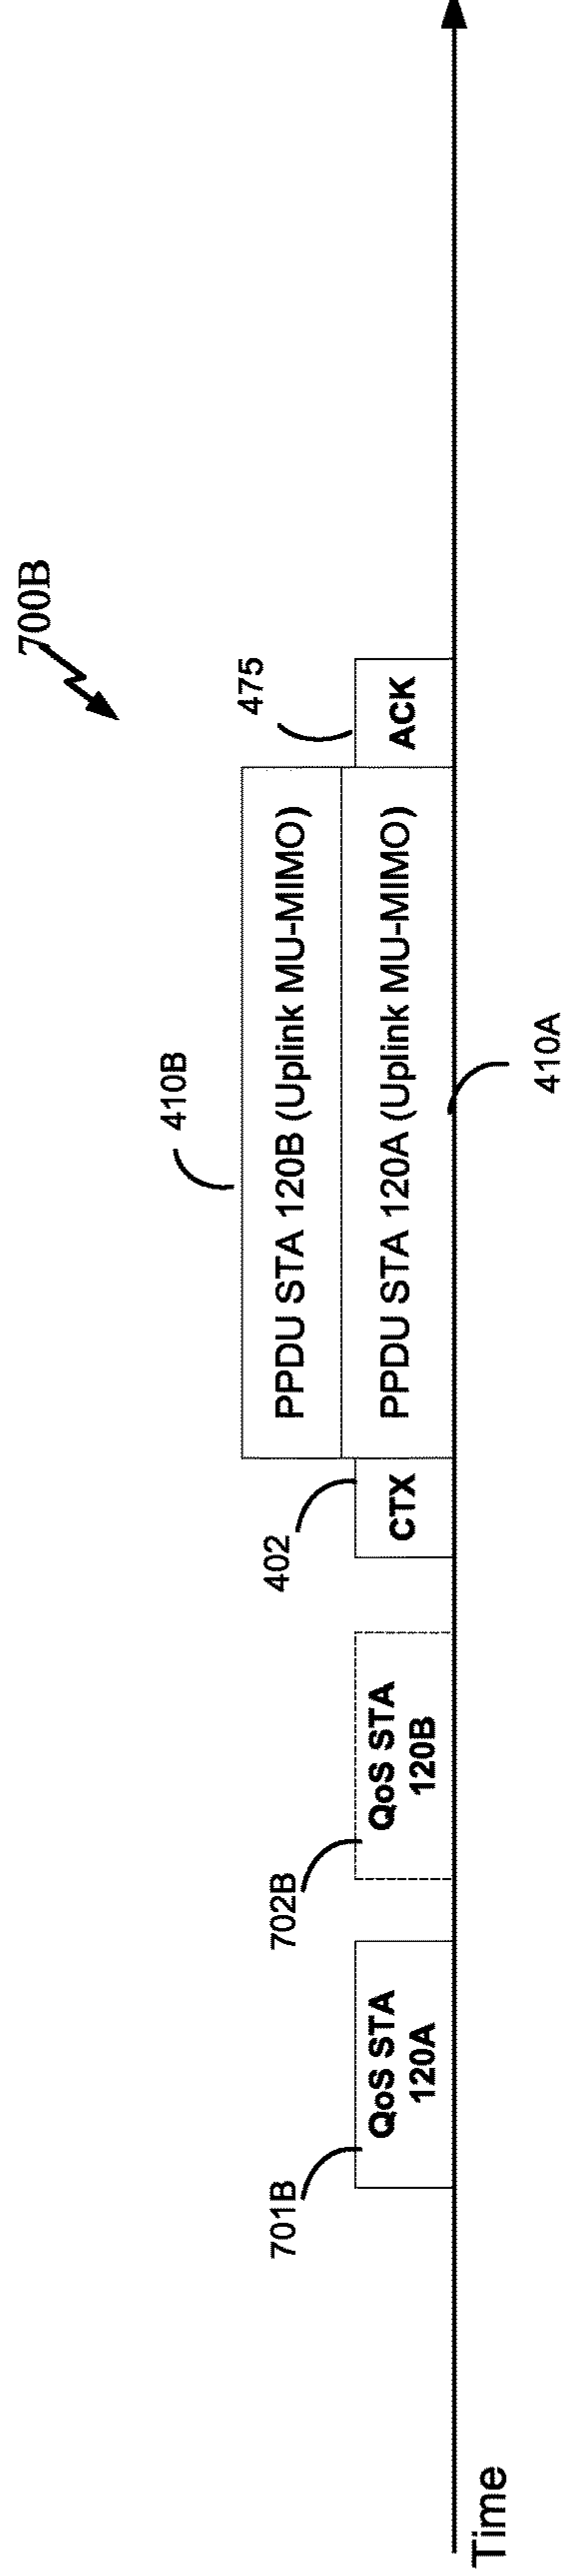 700B
410B
475
PPDU STA 120B (Uplink MU-MIMO)
701B
702B
402
QoS STA
120A
QoS STA
120B
CTX
PPDU STA 120A (Uplink MU-MIMO)
ACK
410A
Time